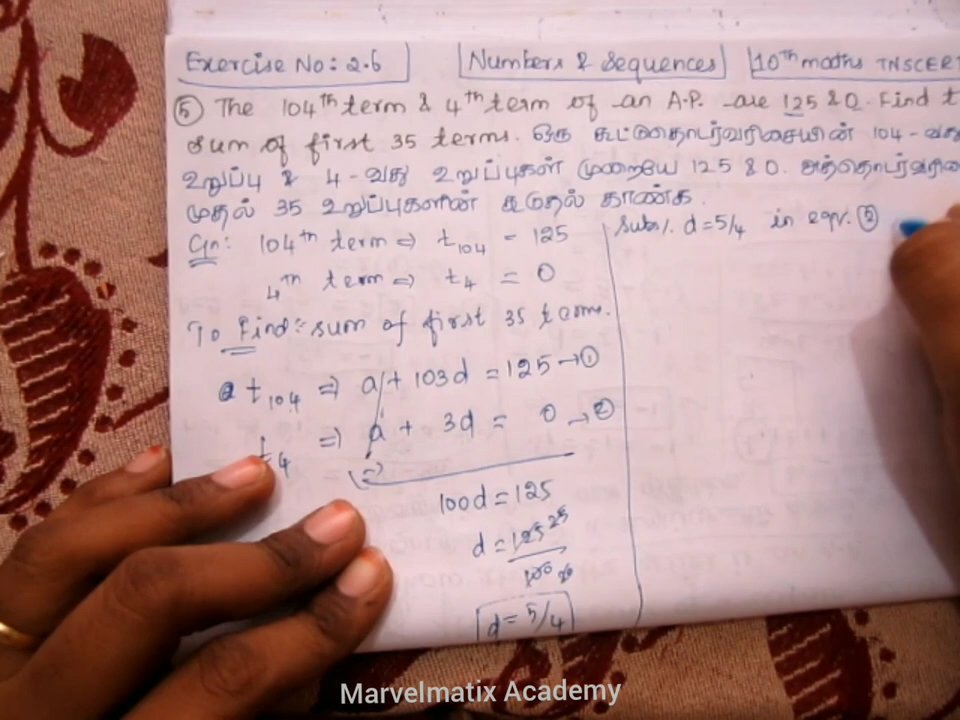 Exercise No: 2.6 Numbers & Sequences 10th maths TNSCERT
⑤ The 104th term & 4th term of an A.P. are 125 & 0. Find t
sum of first 35 terms. ஒரு கூட்டுதொடர்வரிசையின் 104-வது
உறுப்பு & 4-வது உறுப்புகள் முறையே 125 & 0. அத்தொடர்வரிசை
முதல் 35 உறுப்புகளின் கூடுதல் காண்க.
Gn: 104th term ⇒ t₁₀₄ = 125
4th term ⇒ t₄ = 0
To Find: sum of first 35 terms.
t₁₀₄ ⇒ a + 103d = 125 → ①
t₄ ⇒ a + 3d = 0 → ②
100d = 125
d = 125 25
100 20
d = 5/4
Subs/. d = 5/4 in eqn. ②
Marvelmatix Academy